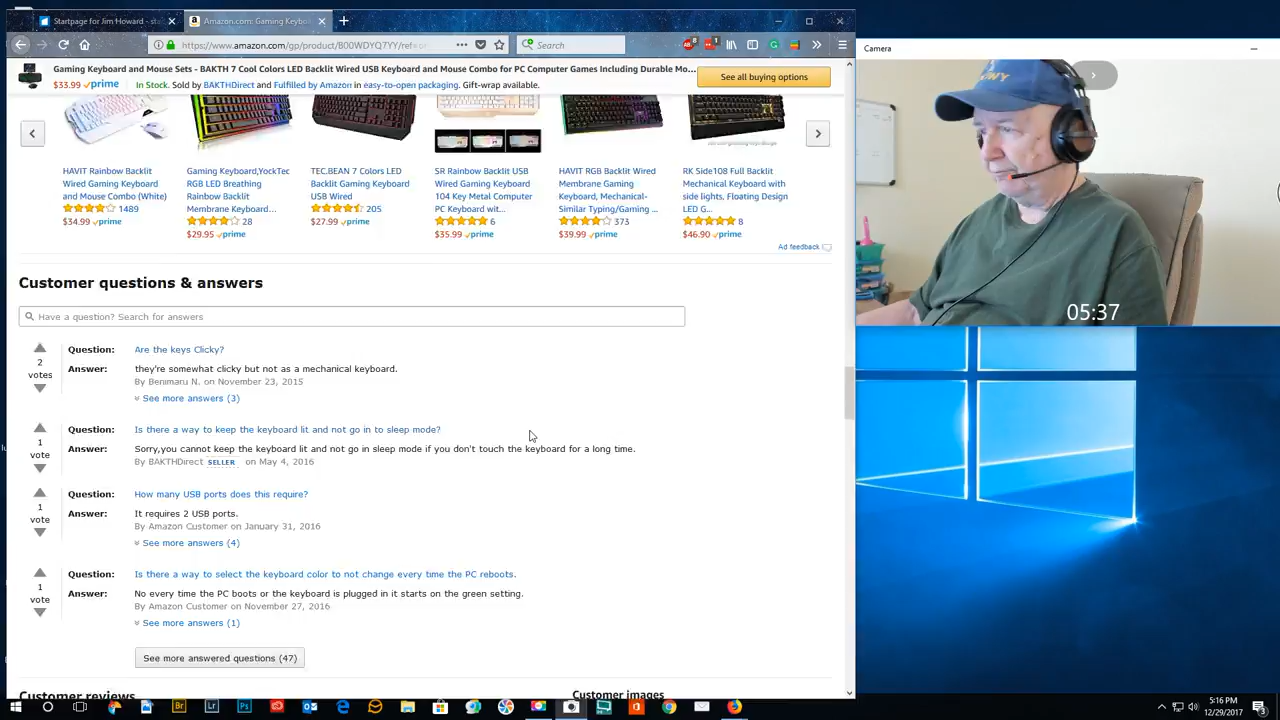 Startpage for Jim Howard - sta
Amazon.com: Gaming Keyboa
https://www.amazon.com/gp/product/B00WDYQ7YY/ref=o
Search
Camera
Gaming Keyboard and Mouse Sets - BAKTH 7 Cool Colors LED Backlit Wired USB Keyboard and Mouse Combo for PC Computer Games Including Durable Mo...
$33.99 prime In Stock. Sold by BAKTHDirect and Fulfilled by Amazon in easy-to-open packaging. Gift-wrap available.
See all buying options
HAVIT Rainbow Backlit
Wired Gaming Keyboard
and Mouse Combo (White)
1489
$34.99 prime
Gaming Keyboard,YockTec
RGB LED Breathing
Rainbow Backlit
Membrane Keyboard...
28
$29.95 prime
TEC.BEAN 7 Colors LED
Backlit Gaming Keyboard
USB Wired
205
$27.99 prime
SR Rainbow Backlit USB
Wired Gaming Keyboard
104 Key Metal Computer
PC Keyboard wit...
6
$35.99 prime
HAVIT RGB Backlit Wired
Membrane Gaming
Keyboard, Mechanical-
Similar Typing/Gaming ...
373
$39.99 prime
RK Side108 Full Backlit
Mechanical Keyboard with
side lights, Floating Design
LED G...
8
$46.90 prime
Ad feedback
Customer questions & answers
Have a question? Search for answers
2
votes
Question: Are the keys Clicky?
Answer: they're somewhat clicky but not as a mechanical keyboard.
By Benimaru N. on November 23, 2015
See more answers (3)
1
vote
Question: Is there a way to keep the keyboard lit and not go in to sleep mode?
Answer: Sorry,you cannot keep the keyboard lit and not go in sleep mode if you don't touch the keyboard for a long time.
By BAKTHDirect SELLER on May 4, 2016
1
vote
Question: How many USB ports does this require?
Answer: It requires 2 USB ports.
By Amazon Customer on January 31, 2016
See more answers (4)
1
vote
Question: Is there a way to select the keyboard color to not change every time the PC reboots.
Answer: No every time the PC boots or the keyboard is plugged in it starts on the green setting.
By Amazon Customer on November 27, 2016
See more answers (1)
See more answered questions (47)
Customer reviews
Customer images
05:37
Br
Lr
Ps
5:16 PM
12/29/2017